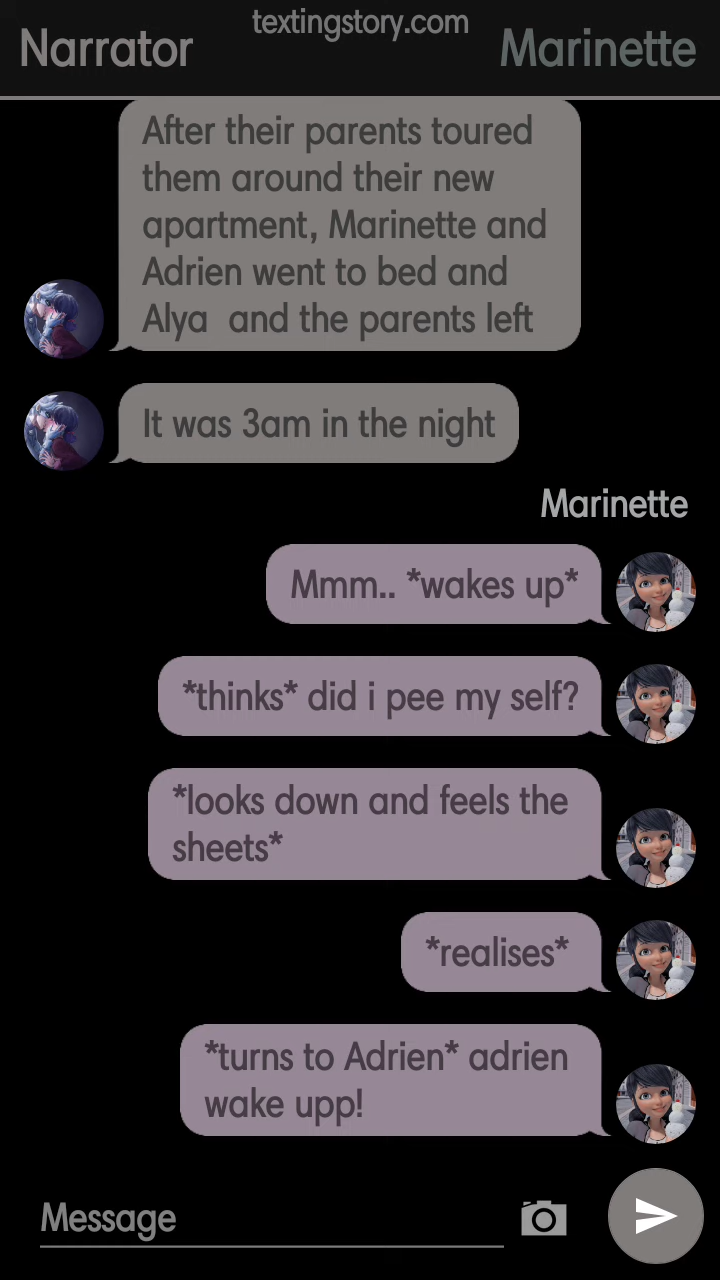 textingstory.com
Narrator
Marinette
After their parents toured
them around their new
apartment, Marinette and
Adrien went to bed and
Alya  and the parents left
It was 3am in the night
Marinette
Mmm.. *wakes up*
*thinks* did i pee my self?
*looks down and feels the
sheets*
*realises*
*turns to Adrien* adrien
wake upp!
Message